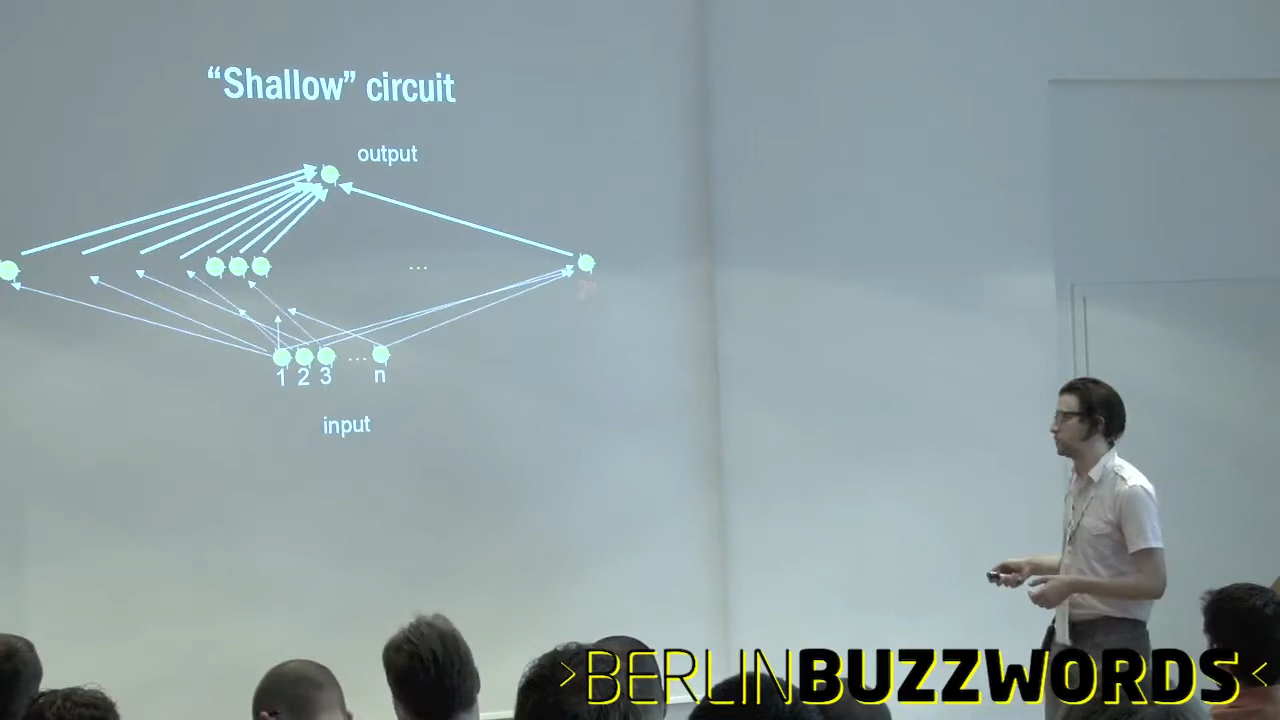 “Shallow” circuit
output
...
1 2 3 ... n
input
>BERLINBUZZWORDS<